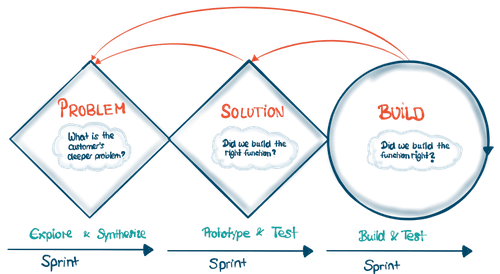 PROBLEM
What is the
customer's
deeper problem?
SOLUTION
Did we build the
right function?
BUILD
Did we build the
function right?
Explore & Synthesize
Prototype & Test
Build & Test
Sprint
Sprint
Sprint